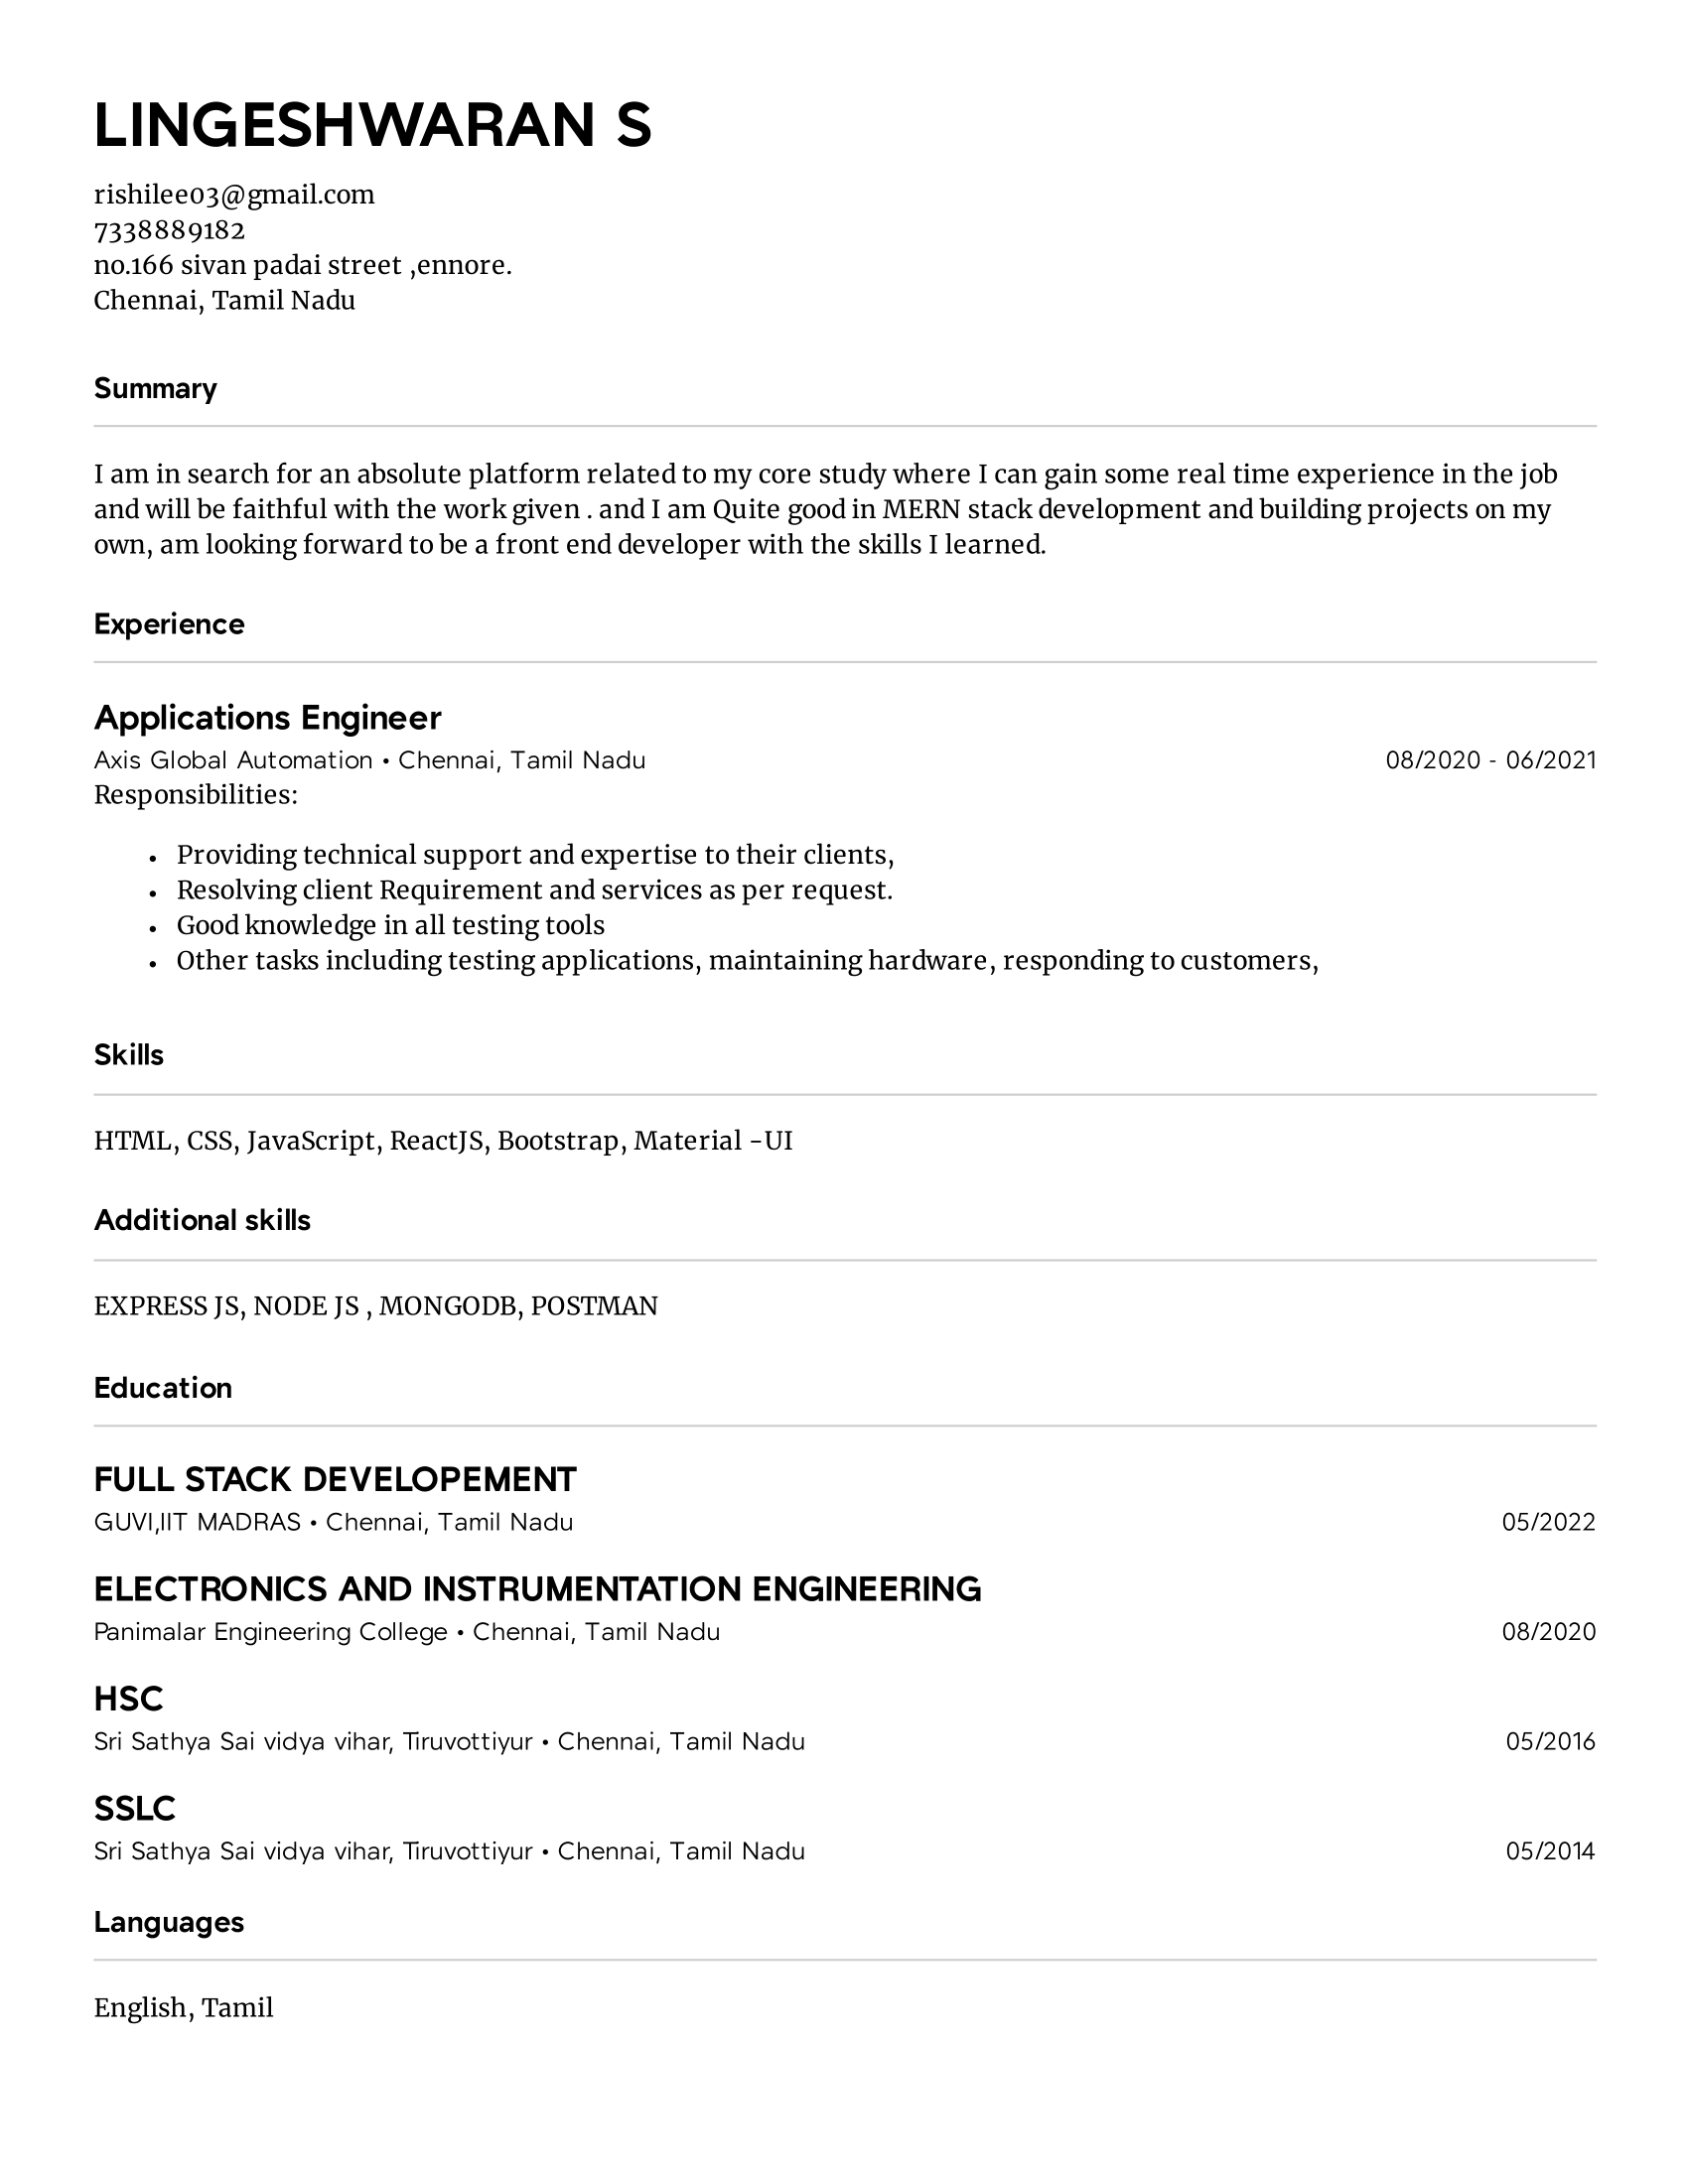 LINGESHWARAN S
rishilee03@gmail.com
7338889182
no.166 sivan padai street ,ennore.
Chennai, Tamil Nadu
Summary
I am in search for an absolute platform related to my core study where I can gain some real time experience in the job
and will be faithful with the work given . and I am Quite good in MERN stack development and building projects on my
own, am looking forward to be a front end developer with the skills I learned.
Experience
Applications Engineer
Axis Global Automation • Chennai, Tamil Nadu 08/2020 - 06/2021
Responsibilities:
• Providing technical support and expertise to their clients,
• Resolving client Requirement and services as per request.
• Good knowledge in all testing tools
• Other tasks including testing applications, maintaining hardware, responding to customers,
Skills
HTML, CSS, JavaScript, ReactJS, Bootstrap, Material -UI
Additional skills
EXPRESS JS, NODE JS , MONGODB, POSTMAN
Education
FULL STACK DEVELOPEMENT
GUVI,IIT MADRAS • Chennai, Tamil Nadu 05/2022
ELECTRONICS AND INSTRUMENTATION ENGINEERING
Panimalar Engineering College • Chennai, Tamil Nadu 08/2020
HSC
Sri Sathya Sai vidya vihar, Tiruvottiyur • Chennai, Tamil Nadu 05/2016
SSLC
Sri Sathya Sai vidya vihar, Tiruvottiyur • Chennai, Tamil Nadu 05/2014
Languages
English, Tamil